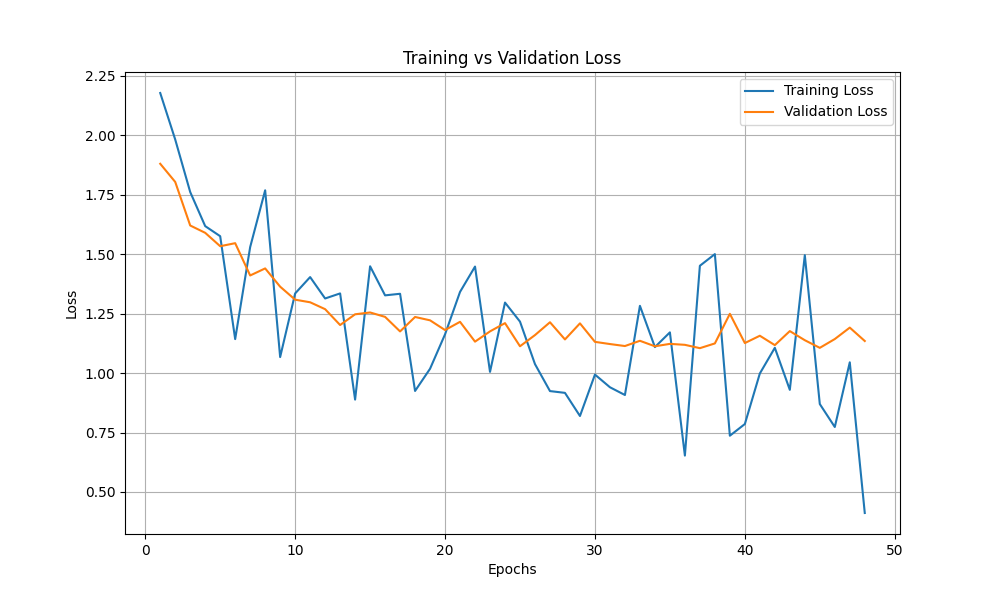 Training vs Validation Loss
Training Loss
Validation Loss
Loss
2.25
2.00
1.75
1.50
1.25
1.00
0.75
0.50
0 10 20 30 40 50
Epochs